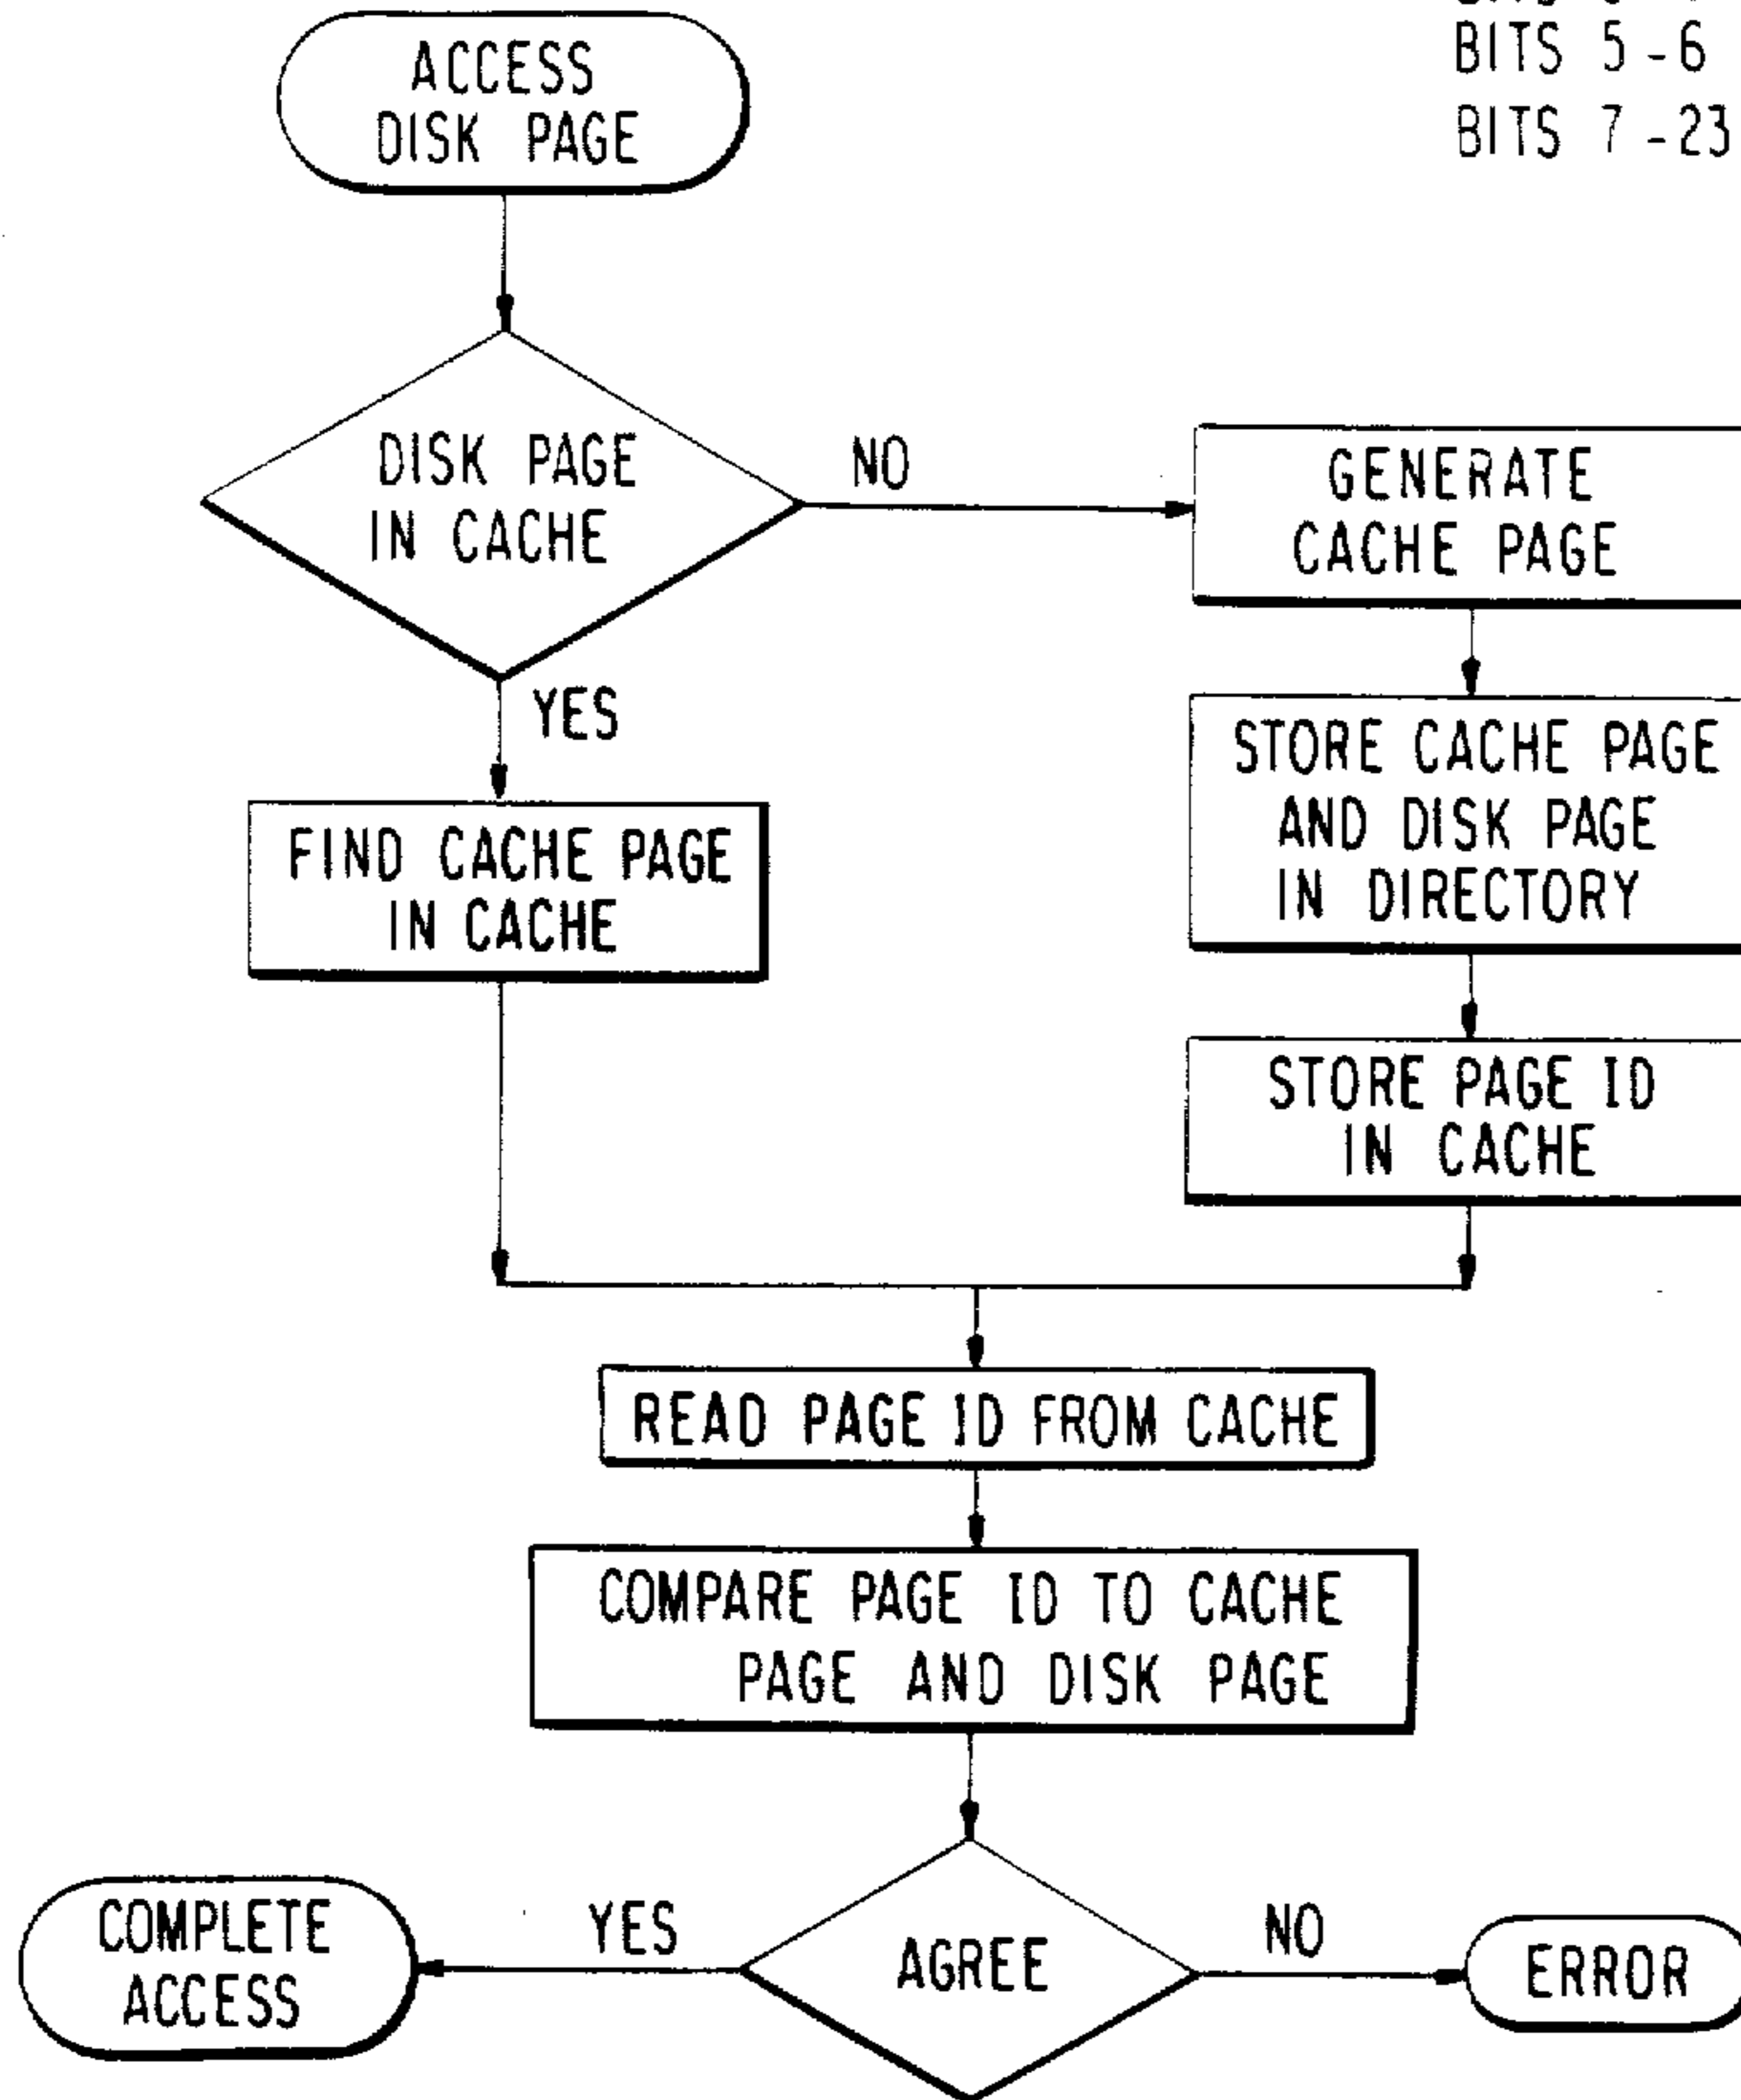 ACCESS
DISK PAGE
BITS 5-6
BITS 7-23
DISK PAGE
IN CACHE
NO
GENERATE
CACHE PAGE
YES
STORE CACHE PAGE
AND DISK PAGE
IN DIRECTORY
FIND CACHE PAGE
IN CACHE
STORE PAGE ID
IN CACHE
READ PAGE ID FROM CACHE
COMPARE PAGE ID TO CACHE
PAGE AND DISK PAGE
COMPLETE
ACCESS
YES
AGREE
NO
ERROR